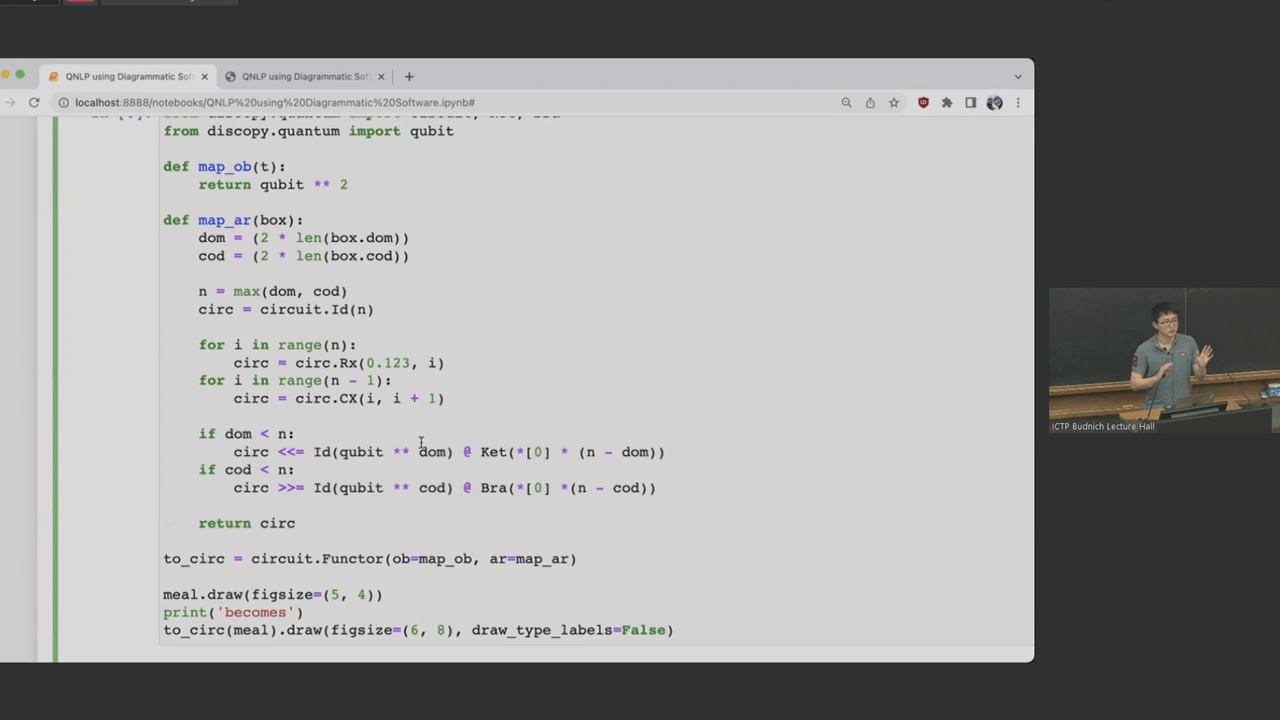 QNLP using Diagrammatic Sof
QNLP using Diagrammatic Sof
localhost:8888/notebooks/QNLP%20using%20Diagrammatic%20Software.ipynb#
from discopy.quantum import qubit
def map_ob(t):
return qubit ** 2
def map_ar(box):
dom = (2 * len(box.dom))
cod = (2 * len(box.cod))
n = max(dom, cod)
circ = circuit.Id(n)
for i in range(n):
circ = circ.Rx(0.123, i)
for i in range(n - 1):
circ = circ.CX(i, i + 1)
if dom < n:
circ <<= Id(qubit ** dom) @ Ket(*[0] * (n - dom))
if cod < n:
circ >>= Id(qubit ** cod) @ Bra(*[0] *(n - cod))
return circ
to_circ = circuit.Functor(ob=map_ob, ar=map_ar)
meal.draw(figsize=(5, 4))
print('becomes')
to_circ(meal).draw(figsize=(6, 8), draw_type_labels=False)
ICTP Budnich Lecture Hall